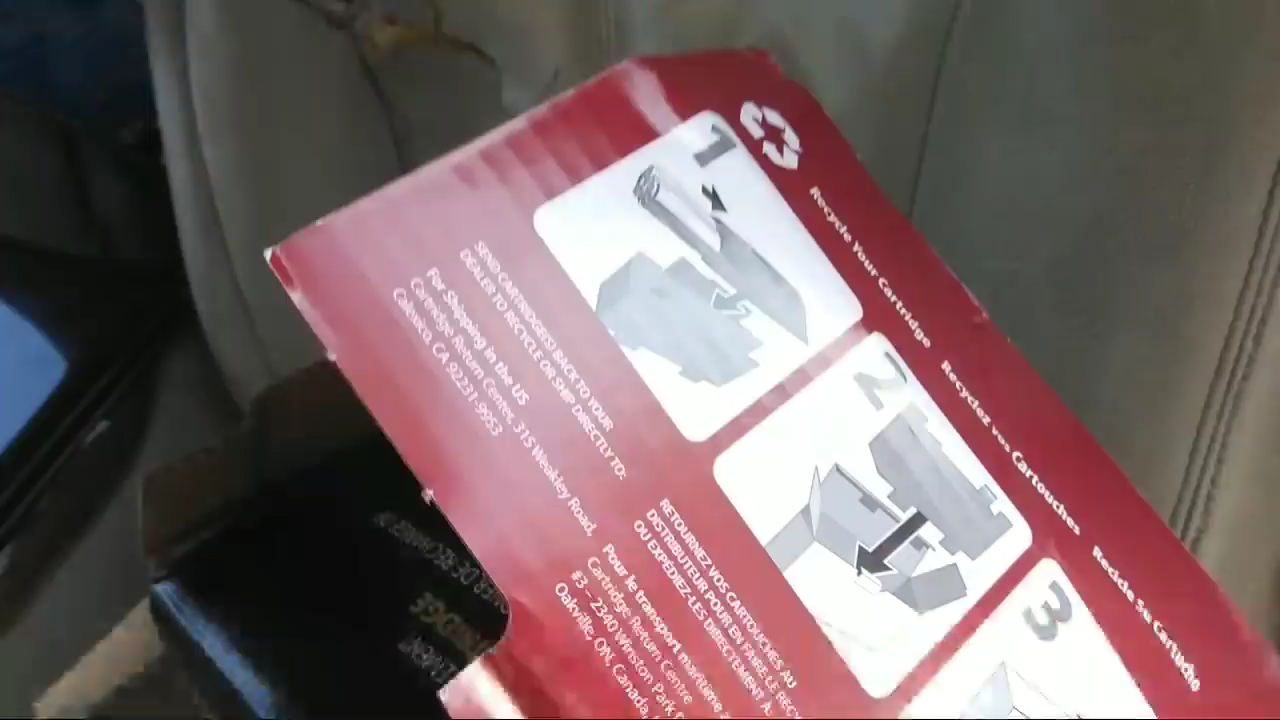 Recycle Your Cartridge Recyclez vos Cartouches Recicle Su Cartucho
1
2
3
SEND CARTRIDGE(S) BACK TO YOUR
DEALER TO RECYCLE OR SHIP DIRECTLY TO:
For Shipping in the US
Cartridge Return Center, 315 Weakley Road,
Calexico, CA 92231-9953
RETOURNEZ VOS CARTOUCHES AU
DISTRIBUTEUR POUR EN FAIRE LE
OU EXPÉDIEZ LES DIRECTEMENT À
Pour le transport maritime
Cartridge Return Centre
#3 – 2340 Winston Park
Oakville, ON, Canada,